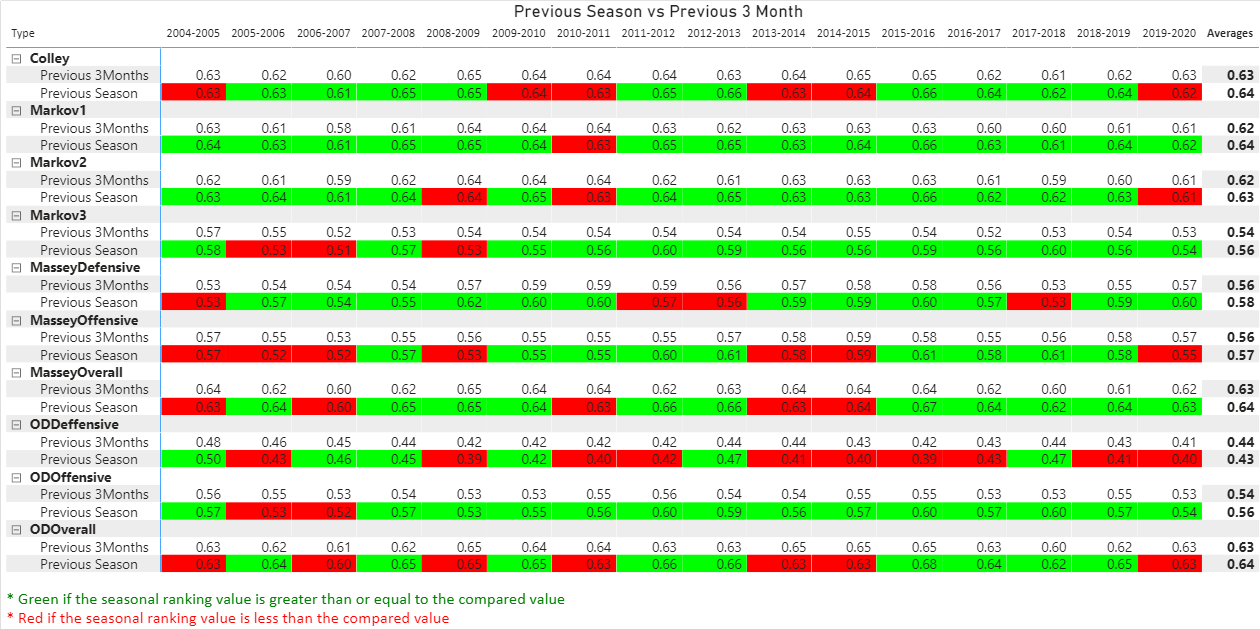 Previous Season vs Previous 3 Month
Type 2004-2005 2005-2006 2006-2007 2007-2008 2008-2009 2009-2010 2010-2011 2011-2012 2012-2013 2013-2014 2014-2015 2015-2016 2016-2017 2017-2018 2018-2019 2019-2020 Averages
Colley
Previous 3Months 0.63 0.62 0.60 0.62 0.65 0.64 0.64 0.64 0.63 0.64 0.65 0.65 0.62 0.61 0.62 0.63 0.63
Previous Season 0.63 0.63 0.61 0.65 0.65 0.64 0.63 0.65 0.66 0.63 0.64 0.66 0.64 0.62 0.64 0.62 0.64
Markov1
Previous 3Months 0.63 0.61 0.58 0.61 0.64 0.64 0.64 0.63 0.62 0.63 0.63 0.63 0.60 0.60 0.61 0.61 0.62
Previous Season 0.64 0.63 0.61 0.65 0.65 0.64 0.63 0.65 0.65 0.63 0.64 0.66 0.63 0.61 0.64 0.62 0.64
Markov2
Previous 3Months 0.62 0.61 0.59 0.62 0.64 0.64 0.64 0.62 0.61 0.63 0.63 0.63 0.61 0.59 0.60 0.61 0.62
Previous Season 0.63 0.64 0.61 0.64 0.64 0.65 0.63 0.64 0.65 0.63 0.63 0.66 0.62 0.62 0.63 0.61 0.63
Markov3
Previous 3Months 0.57 0.55 0.52 0.53 0.54 0.54 0.54 0.54 0.54 0.54 0.55 0.54 0.52 0.53 0.54 0.53 0.54
Previous Season 0.58 0.53 0.51 0.57 0.53 0.55 0.56 0.60 0.59 0.56 0.56 0.59 0.56 0.60 0.56 0.54 0.56
MasseyDefensive
Previous 3Months 0.53 0.54 0.54 0.54 0.57 0.59 0.59 0.59 0.56 0.57 0.58 0.58 0.56 0.53 0.55 0.57 0.56
Previous Season 0.53 0.57 0.54 0.55 0.62 0.60 0.60 0.57 0.56 0.59 0.59 0.60 0.57 0.53 0.59 0.60 0.58
MasseyOffensive
Previous 3Months 0.57 0.55 0.53 0.55 0.56 0.55 0.55 0.55 0.57 0.58 0.59 0.58 0.55 0.56 0.58 0.57 0.56
Previous Season 0.57 0.52 0.52 0.57 0.53 0.55 0.55 0.60 0.61 0.58 0.59 0.61 0.58 0.61 0.58 0.55 0.57
MasseyOverall
Previous 3Months 0.64 0.62 0.60 0.62 0.65 0.64 0.64 0.62 0.63 0.64 0.64 0.64 0.62 0.60 0.61 0.62 0.63
Previous Season 0.63 0.64 0.60 0.65 0.65 0.64 0.63 0.66 0.66 0.63 0.64 0.67 0.64 0.62 0.64 0.63 0.64
ODDeffensive
Previous 3Months 0.48 0.46 0.45 0.44 0.42 0.42 0.42 0.42 0.44 0.44 0.43 0.42 0.43 0.44 0.43 0.41 0.44
Previous Season 0.50 0.43 0.46 0.45 0.39 0.42 0.40 0.42 0.47 0.41 0.40 0.39 0.43 0.47 0.41 0.40 0.43
ODOffensive
Previous 3Months 0.56 0.55 0.53 0.54 0.53 0.53 0.55 0.56 0.54 0.54 0.55 0.55 0.53 0.53 0.55 0.53 0.54
Previous Season 0.57 0.53 0.52 0.57 0.53 0.55 0.56 0.60 0.59 0.56 0.57 0.60 0.57 0.60 0.57 0.54 0.56
ODOverall
Previous 3Months 0.63 0.62 0.61 0.62 0.65 0.64 0.64 0.63 0.63 0.65 0.65 0.65 0.63 0.60 0.62 0.63 0.63
Previous Season 0.63 0.64 0.60 0.65 0.65 0.65 0.63 0.66 0.66 0.63 0.63 0.68 0.64 0.62 0.65 0.63 0.64
* Green if the seasonal ranking value is greater than or equal to the compared value
* Red if the seasonal ranking value is less than the compared value